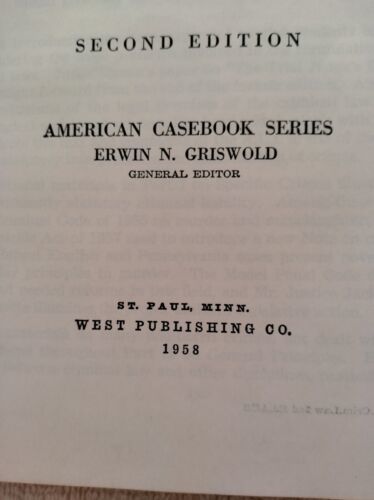 SECOND EDITION
AMERICAN CASEBOOK SERIES
ERWIN N. GRISWOLD
GENERAL EDITOR
ST. PAUL, MINN.
WEST PUBLISHING CO.
1958